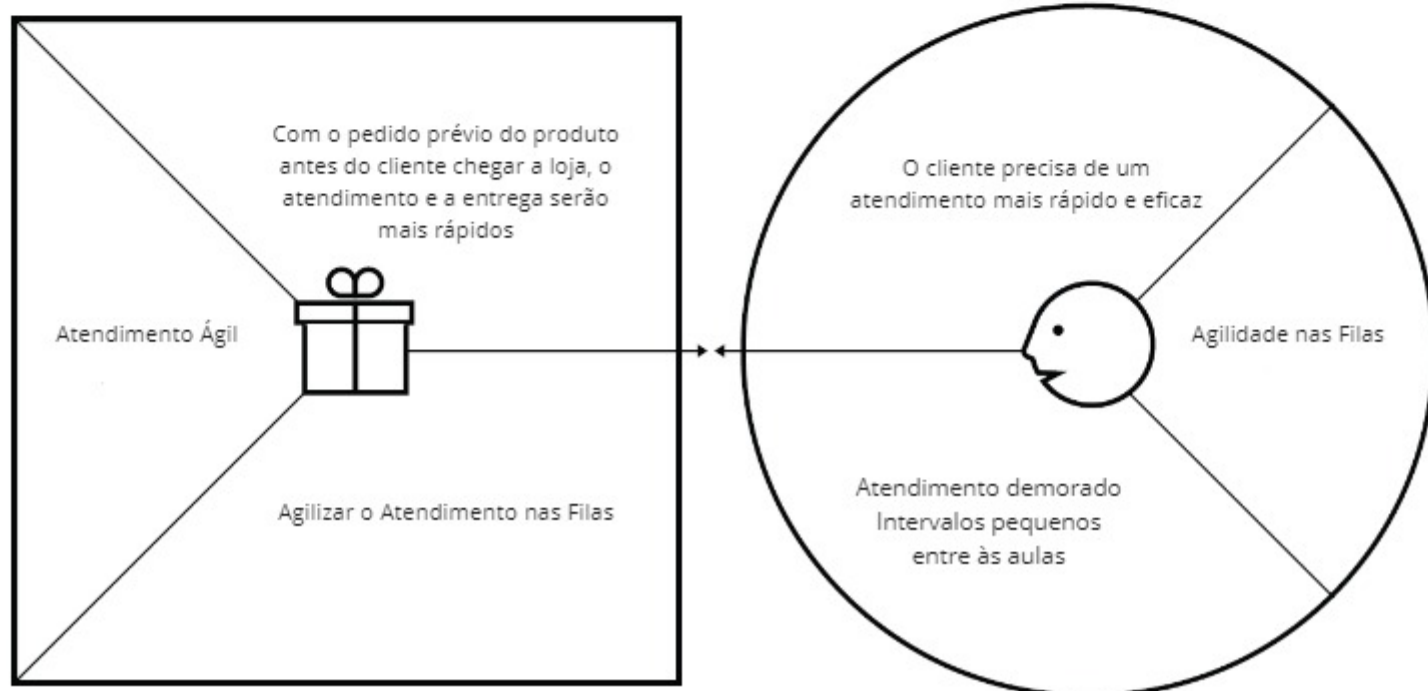 Com o pedido prévio do produto
antes do cliente chegar a loja, o
atendimento e a entrega serão
mais rápidos
Atendimento Ágil
Agilizar o Atendimento nas Filas
O cliente precisa de um
atendimento mais rápido e eficaz
Agilidade nas Filas
Atendimento demorado
Intervalos pequenos
entre às aulas